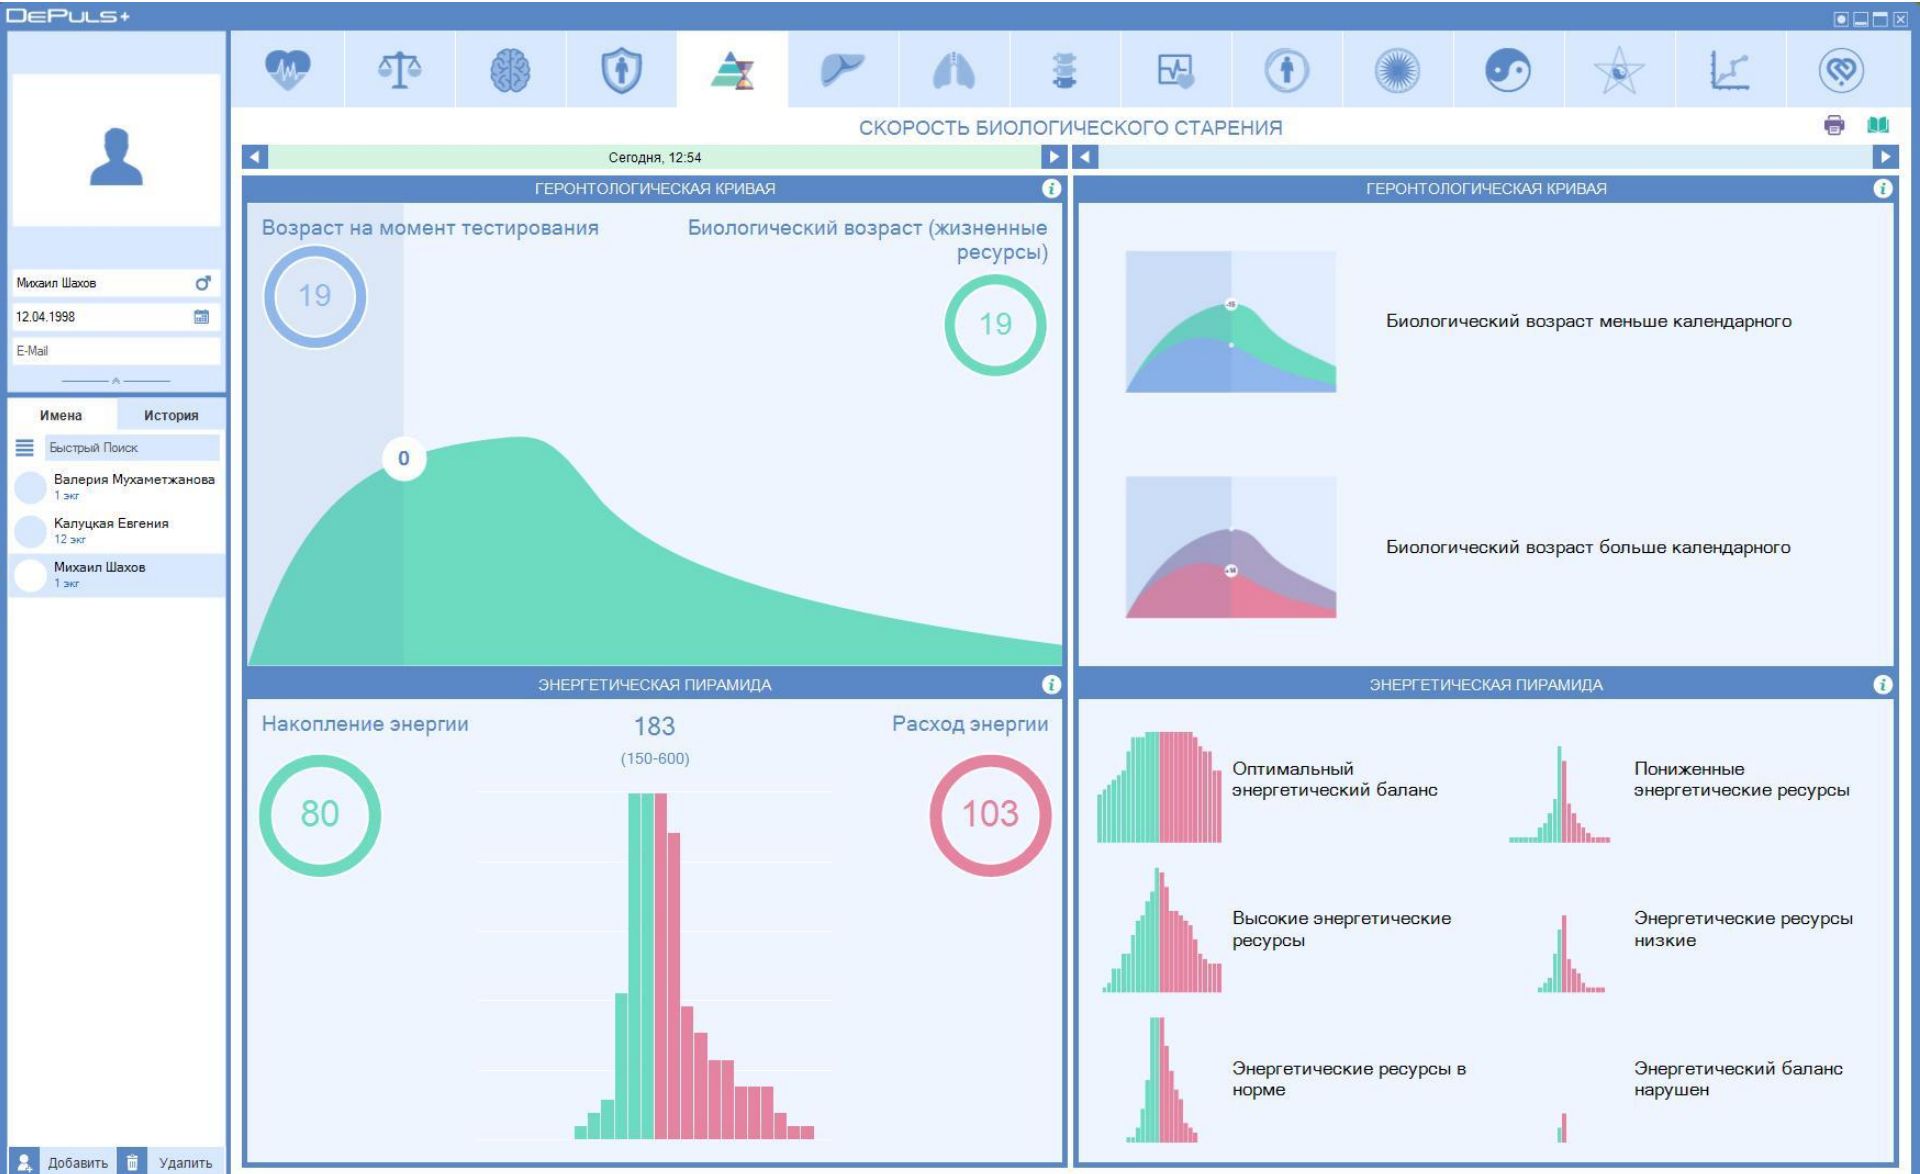 DePuls+
СКОРОСТЬ БИОЛОГИЧЕСКОГО СТАРЕНИЯ
Сегодня, 12:54
Михаил Шахов
12.04.1998
E-Mail
Имена
История
Быстрый Поиск
Валерия Мухаметжанова
1 экг
Калуцкая Евгения
12 экг
Михаил Шахов
1 экг
Добавить
Удалить
ГЕРОНТОЛОГИЧЕСКАЯ КРИВАЯ
Возраст на момент тестирования
19
Биологический возраст (жизненные
ресурсы)
19
0
ГЕРОНТОЛОГИЧЕСКАЯ КРИВАЯ
-15
Биологический возраст меньше календарного
Биологический возраст больше календарного
ЭНЕРГЕТИЧЕСКАЯ ПИРАМИДА
Накопление энергии
80
183
(150-600)
Расход энергии
103
ЭНЕРГЕТИЧЕСКАЯ ПИРАМИДА
Оптимальный
энергетический баланс
Пониженные
энергетические ресурсы
Высокие энергетические
ресурсы
Энергетические ресурсы
низкие
Энергетические ресурсы в
норме
Энергетический баланс
нарушен